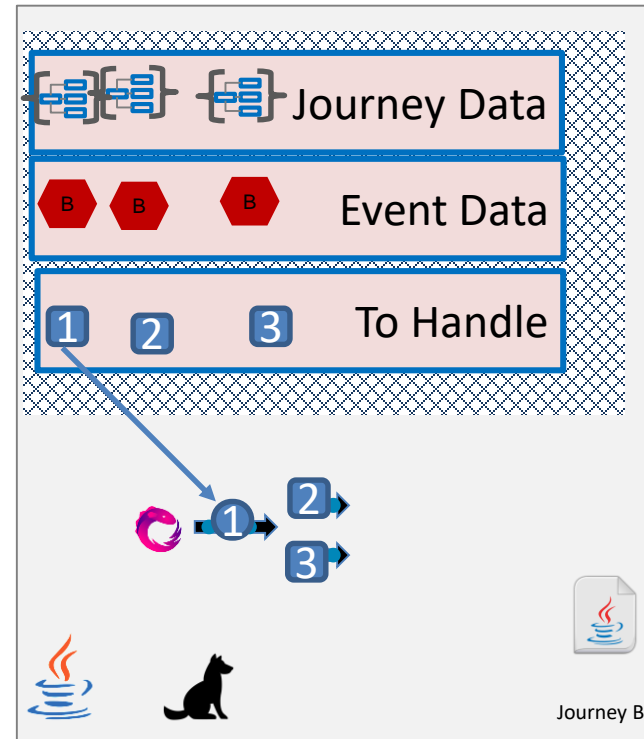 Journey Data
B B B
Event Data
1 2 3
To Handle
1
2
3
Journey B